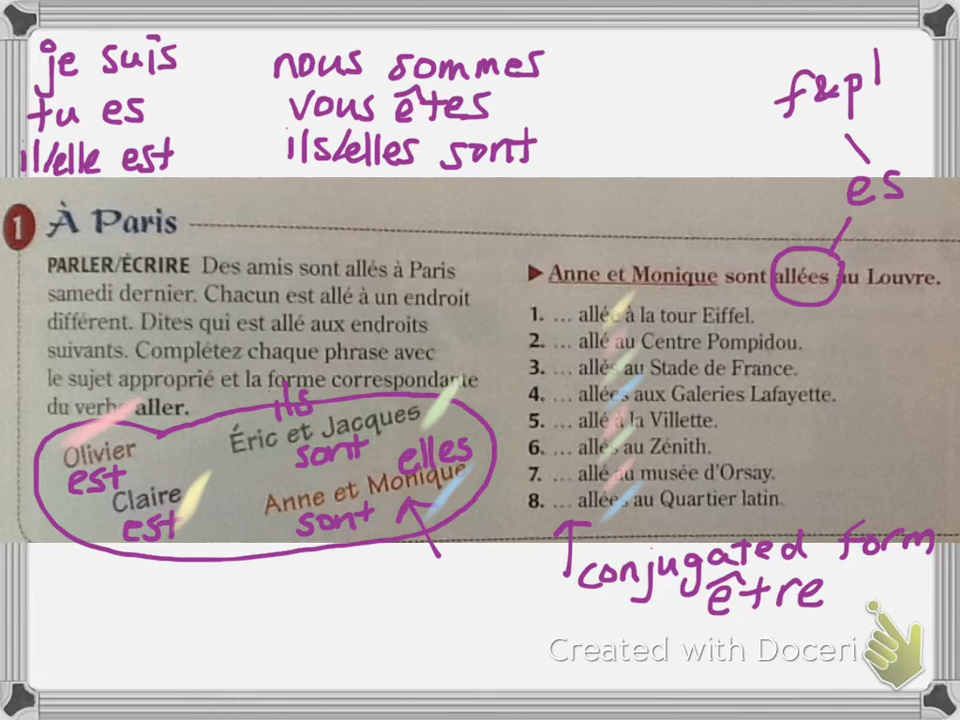 je suis
tu es
il/elle est
nous sommes
vous êtes
ils/elles sont
f & pl
es
1 À Paris
PARLER/ÉCRIRE Des amis sont allés à Paris
samedi dernier. Chacun est allé à un endroit
différent. Dites qui est allé aux endroits
suivants. Complétez chaque phrase avec
le sujet approprié et la forme correspondante
du verbe aller.
ils
Olivier
est
Éric et Jacques
sont
elles
Claire
est
Anne et Monique
sont
▶ Anne et Monique sont allées au Louvre.
1. ... allée à la tour Eiffel.
2. ... allé au Centre Pompidou.
3. ... allés au Stade de France.
4. ... allées aux Galeries Lafayette.
5. ... allé à la Villette.
6. ... allés au Zénith.
7. ... allé au musée d'Orsay.
8. ... allées au Quartier latin.
conjugated form
être
Created with Doceri